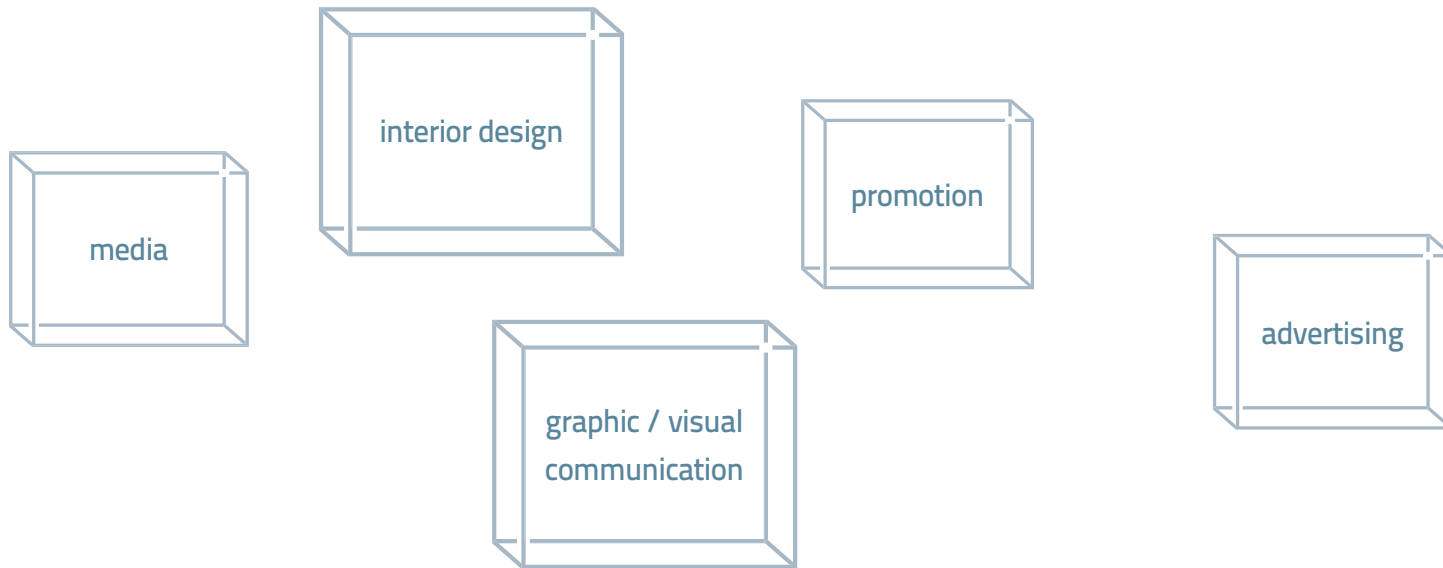 interior design
promotion
media
advertising
graphic / visual
communication